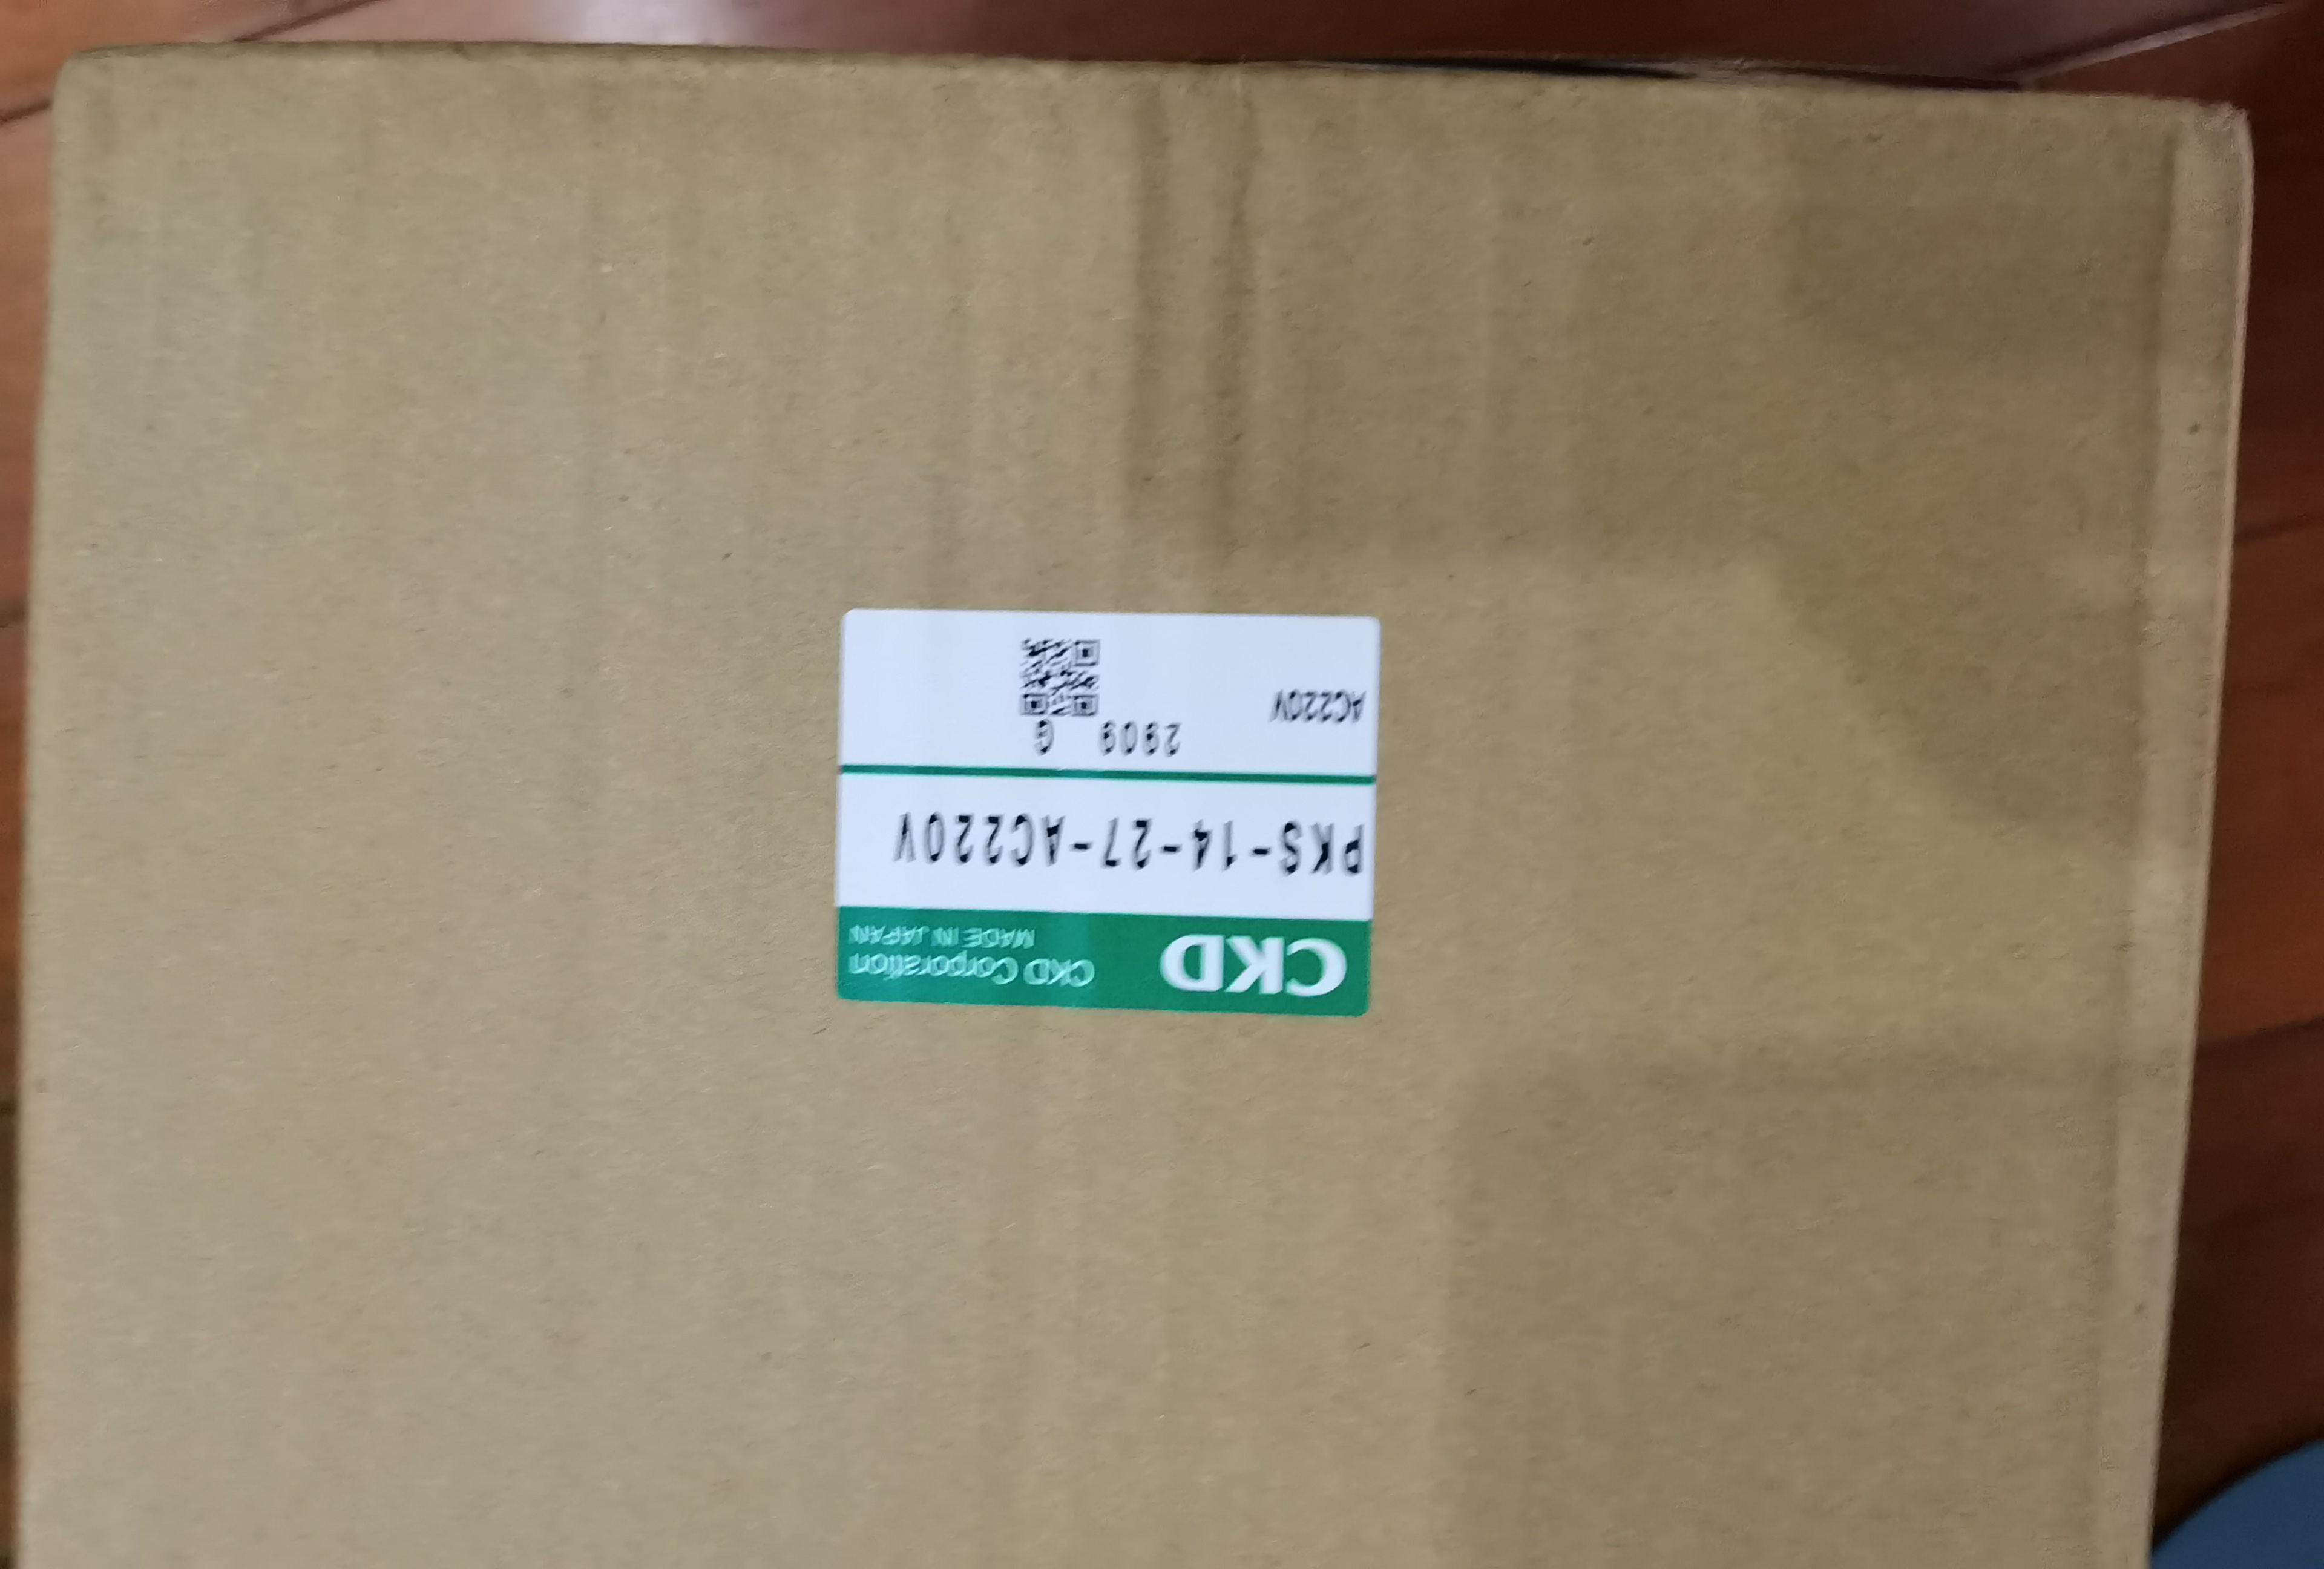 CKD
CKD Corporation
MADE IN JAPAN
PKS-14-27-AC220V
2909 G
AC220V